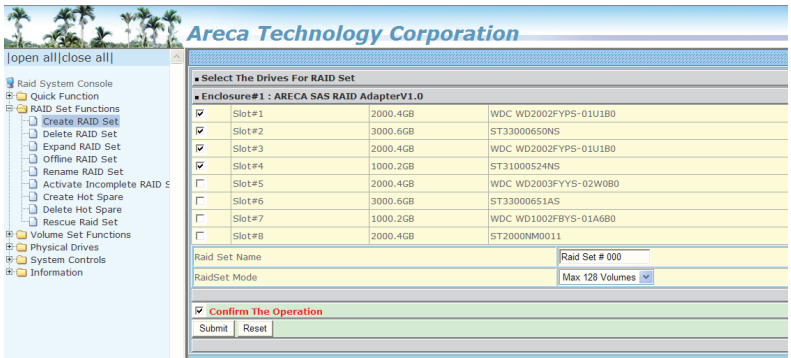 Areca Technology Corporation
|open all|close all|
Raid System Console
Quick Function
RAID Set Functions
Create RAID Set
Delete RAID Set
Expand RAID Set
Offline RAID Set
Rename RAID Set
Activate Incomplete RAID S
Create Hot Spare
Delete Hot Spare
Rescue Raid Set
Volume Set Functions
Physical Drives
System Controls
Information
Select The Drives For RAID Set
Enclosure#1 : ARECA SAS RAID AdapterV1.0
Slot#1 2000.4GB WDC WD2002FYPS-01U1B0
Slot#2 3000.6GB ST33000650NS
Slot#3 2000.4GB WDC WD2002FYPS-01U1B0
Slot#4 1000.2GB ST31000524NS
Slot#5 2000.4GB WDC WD2003FYYS-02W0B0
Slot#6 3000.6GB ST33000651AS
Slot#7 1000.2GB WDC WD1002FBYS-01A6B0
Slot#8 2000.4GB ST2000NM0011
Raid Set Name Raid Set # 000
RaidSet Mode Max 128 Volumes
Confirm The Operation
Submit Reset